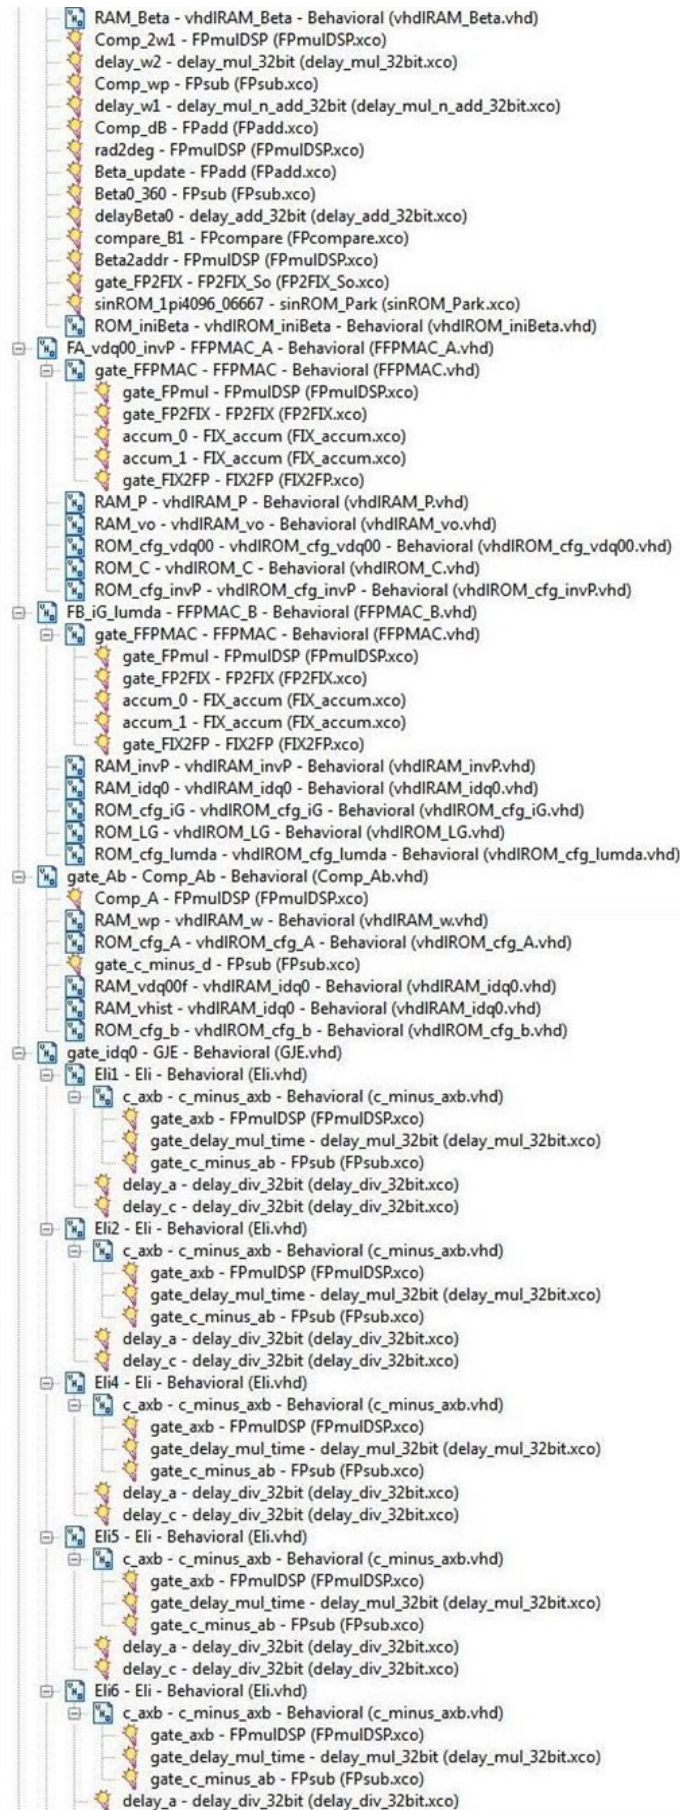 RAM_Beta - vhdlRAM_Beta - Behavioral (vhdlRAM_Beta.vhd)
Comp_2w1 - FPmulDSP (FPmulDSP.xco)
delay_w2 - delay_mul_32bit (delay_mul_32bit.xco)
Comp_wp - FPsub (FPsub.xco)
delay_w1 - delay_mul_n_add_32bit (delay_mul_n_add_32bit.xco)
Comp_dB - FPadd (FPadd.xco)
rad2deg - FPmulDSP (FPmulDSP.xco)
Beta_update - FPadd (FPadd.xco)
Beta0_360 - FPsub (FPsub.xco)
delayBeta0 - delay_add_32bit (delay_add_32bit.xco)
compare_B1 - FPcompare (FPcompare.xco)
Beta2addr - FPmulDSP (FPmulDSP.xco)
gate_FP2FIX - FP2FIX_So (FP2FIX_So.xco)
sinROM_1pi4096_06667 - sinROM_Park (sinROM_Park.xco)
ROM_iniBeta - vhdlROM_iniBeta - Behavioral (vhdlROM_iniBeta.vhd)
FA_vdq00_invP - FFPMAC_A - Behavioral (FFPMAC_A.vhd)
gate_FFPMAC - FFPMAC - Behavioral (FFPMAC.vhd)
gate_FPmul - FPmulDSP (FPmulDSP.xco)
gate_FP2FIX - FP2FIX (FP2FIX.xco)
accum_0 - FIX_accum (FIX_accum.xco)
accum_1 - FIX_accum (FIX_accum.xco)
gate_FIX2FP - FIX2FP (FIX2FP.xco)
RAM_P - vhdlRAM_P - Behavioral (vhdlRAM_P.vhd)
RAM_vo - vhdlRAM_vo - Behavioral (vhdlRAM_vo.vhd)
ROM_cfg_vdq00 - vhdlROM_cfg_vdq00 - Behavioral (vhdlROM_cfg_vdq00.vhd)
ROM_C - vhdlROM_C - Behavioral (vhdlROM_C.vhd)
ROM_cfg_invP - vhdlROM_cfg_invP - Behavioral (vhdlROM_cfg_invP.vhd)
FB_iG_lumda - FFPMAC_B - Behavioral (FFPMAC_B.vhd)
gate_FFPMAC - FFPMAC - Behavioral (FFPMAC.vhd)
gate_FPmul - FPmulDSP (FPmulDSP.xco)
gate_FP2FIX - FP2FIX (FP2FIX.xco)
accum_0 - FIX_accum (FIX_accum.xco)
accum_1 - FIX_accum (FIX_accum.xco)
gate_FIX2FP - FIX2FP (FIX2FP.xco)
RAM_invP - vhdlRAM_invP - Behavioral (vhdlRAM_invP.vhd)
RAM_idq0 - vhdlRAM_idq0 - Behavioral (vhdlRAM_idq0.vhd)
ROM_cfg_iG - vhdlROM_cfg_iG - Behavioral (vhdlROM_cfg_iG.vhd)
ROM_LG - vhdlROM_LG - Behavioral (vhdlROM_LG.vhd)
ROM_cfg_lumda - vhdlROM_cfg_lumda - Behavioral (vhdlROM_cfg_lumda.vhd)
gate_Ab - Comp_Ab - Behavioral (Comp_Ab.vhd)
Comp_A - FPmulDSP (FPmulDSP.xco)
RAM_wp - vhdlRAM_w - Behavioral (vhdlRAM_w.vhd)
ROM_cfg_A - vhdlROM_cfg_A - Behavioral (vhdlROM_cfg_A.vhd)
gate_c_minus_d - FPsub (FPsub.xco)
RAM_vdq00f - vhdlRAM_idq0 - Behavioral (vhdlRAM_idq0.vhd)
RAM_vhist - vhdlRAM_idq0 - Behavioral (vhdlRAM_idq0.vhd)
ROM_cfg_b - vhdlROM_cfg_b - Behavioral (vhdlROM_cfg_b.vhd)
gate_idq0 - GJE - Behavioral (GJE.vhd)
Eli1 - Eli - Behavioral (Eli.vhd)
c_axb - c_minus_axb - Behavioral (c_minus_axb.vhd)
gate_axb - FPmulDSP (FPmulDSP.xco)
gate_delay_mul_time - delay_mul_32bit (delay_mul_32bit.xco)
gate_c_minus_ab - FPsub (FPsub.xco)
delay_a - delay_div_32bit (delay_div_32bit.xco)
delay_c - delay_div_32bit (delay_div_32bit.xco)
Eli2 - Eli - Behavioral (Eli.vhd)
c_axb - c_minus_axb - Behavioral (c_minus_axb.vhd)
gate_axb - FPmulDSP (FPmulDSP.xco)
gate_delay_mul_time - delay_mul_32bit (delay_mul_32bit.xco)
gate_c_minus_ab - FPsub (FPsub.xco)
delay_a - delay_div_32bit (delay_div_32bit.xco)
delay_c - delay_div_32bit (delay_div_32bit.xco)
Eli4 - Eli - Behavioral (Eli.vhd)
c_axb - c_minus_axb - Behavioral (c_minus_axb.vhd)
gate_axb - FPmulDSP (FPmulDSP.xco)
gate_delay_mul_time - delay_mul_32bit (delay_mul_32bit.xco)
gate_c_minus_ab - FPsub (FPsub.xco)
delay_a - delay_div_32bit (delay_div_32bit.xco)
delay_c - delay_div_32bit (delay_div_32bit.xco)
Eli5 - Eli - Behavioral (Eli.vhd)
c_axb - c_minus_axb - Behavioral (c_minus_axb.vhd)
gate_axb - FPmulDSP (FPmulDSP.xco)
gate_delay_mul_time - delay_mul_32bit (delay_mul_32bit.xco)
gate_c_minus_ab - FPsub (FPsub.xco)
delay_a - delay_div_32bit (delay_div_32bit.xco)
delay_c - delay_div_32bit (delay_div_32bit.xco)
Eli6 - Eli - Behavioral (Eli.vhd)
c_axb - c_minus_axb - Behavioral (c_minus_axb.vhd)
gate_axb - FPmulDSP (FPmulDSP.xco)
gate_delay_mul_time - delay_mul_32bit (delay_mul_32bit.xco)
gate_c_minus_ab - FPsub (FPsub.xco)
delay_a - delay_div_32bit (delay_div_32bit.xco)